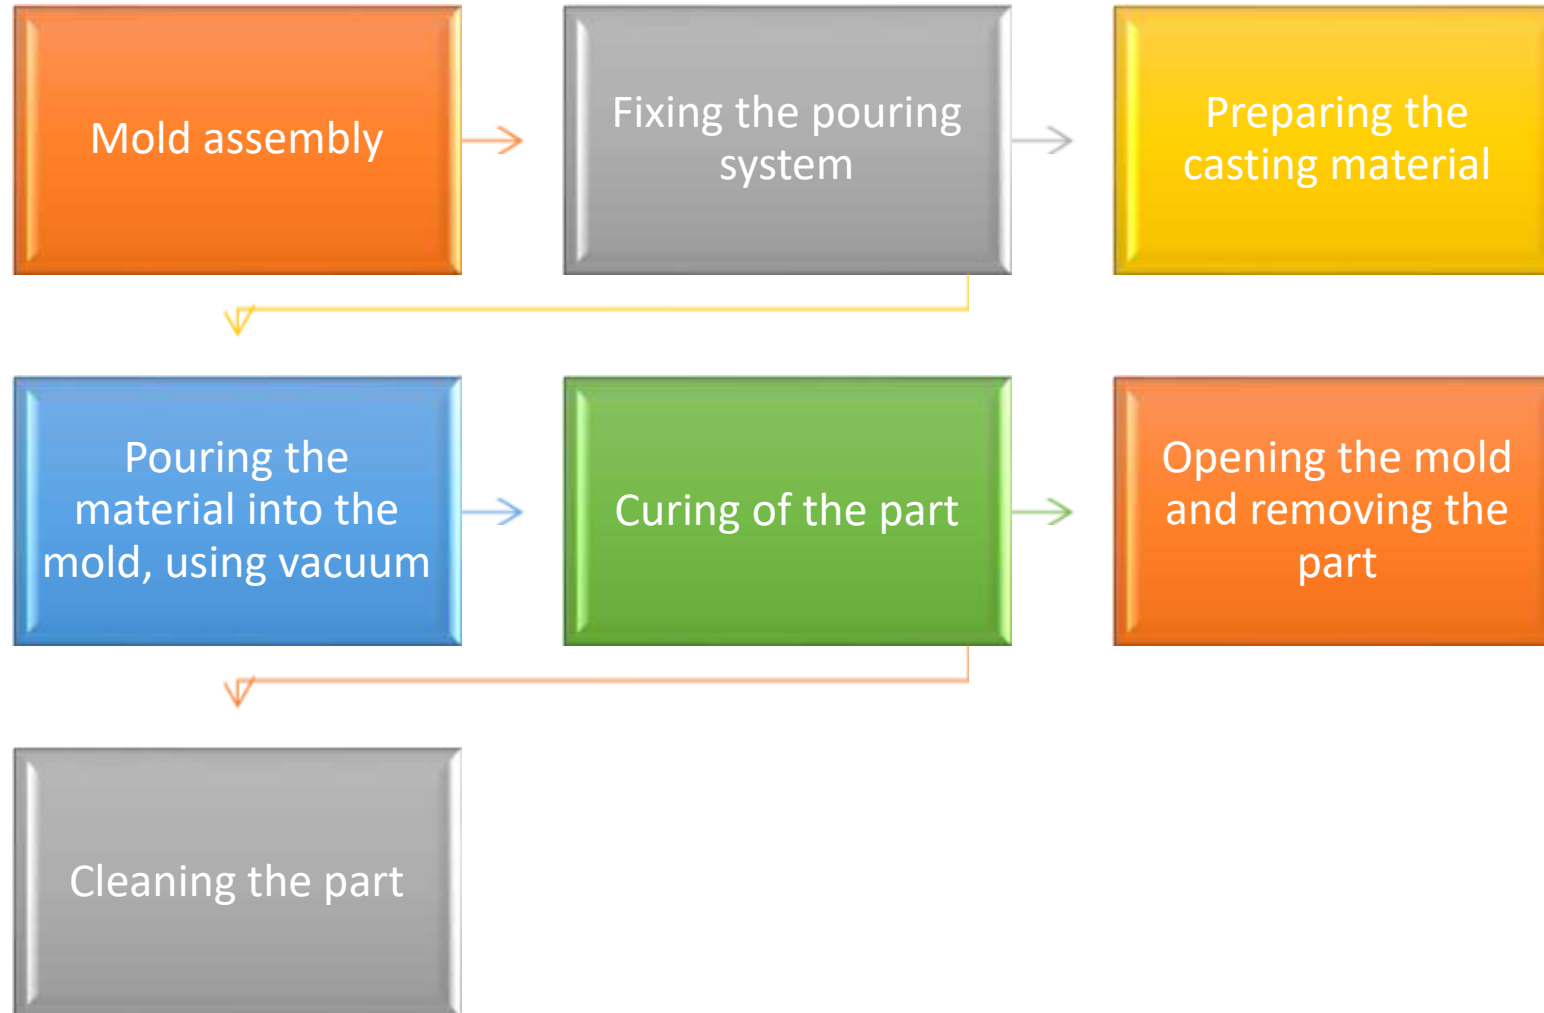 Mold assembly
Fixing the pouring
system
Preparing the
casting material
Pouring the
material into the
mold, using vacuum
Curing of the part
Opening the mold
and removing the
part
Cleaning the part